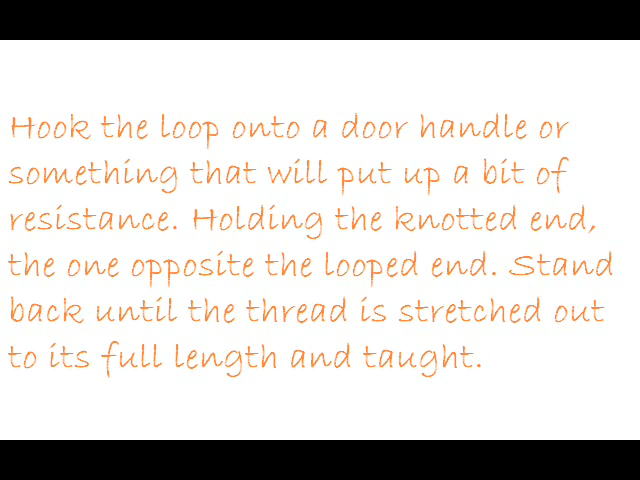 Hook the loop onto a door handle or
something that will put up a bit of
resistance. Holding the knotted end,
the one opposite the looped end. Stand
back until the thread is stretched out
to its full length and taught.